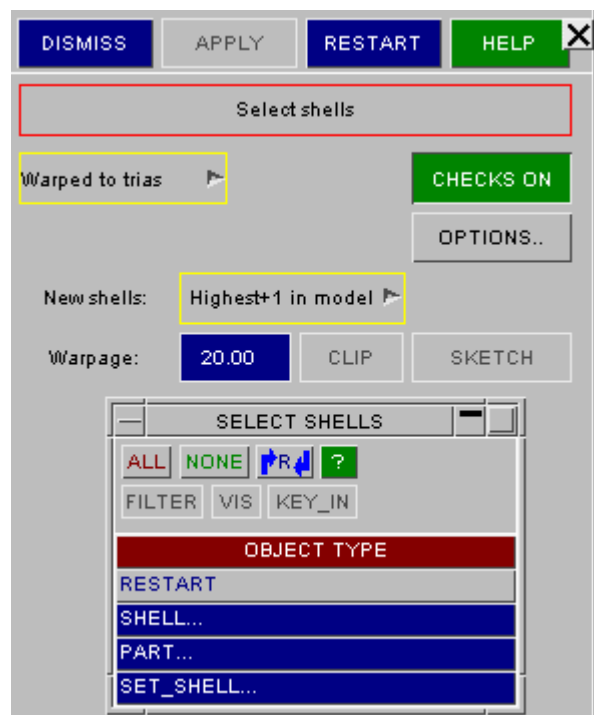 DISMISS APPLY RESTART HELP
Select shells
Warped to trias CHECKS ON
OPTIONS..
New shells: Highest+1 in model
Warpage: 20.00 CLIP SKETCH
SELECT SHELLS
ALL NONE R ?
FILTER VIS KEY_IN
OBJECT TYPE
RESTART
SHELL...
PART...
SET_SHELL...